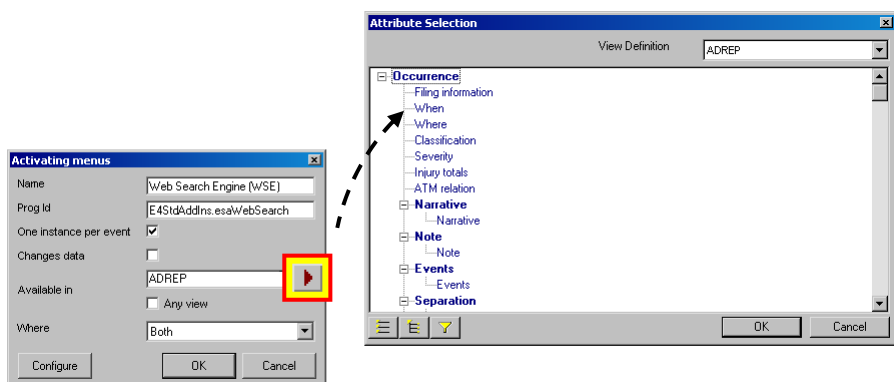 Attribute Selection
View Definition
ADREP
Occurrence
Filing information
When
Where
Classification
Severity
Injury totals
ATM relation
Narrative
Narrative
Note
Note
Events
Events
Separation
OK
Cancel
Activating menus
Name
Web Search Engine (WSE)
Prog Id
E4StdAddIns.esaWebSearch
One instance per event
Changes data
Available in
ADREP
Any view
Where
Both
Configure
OK
Cancel